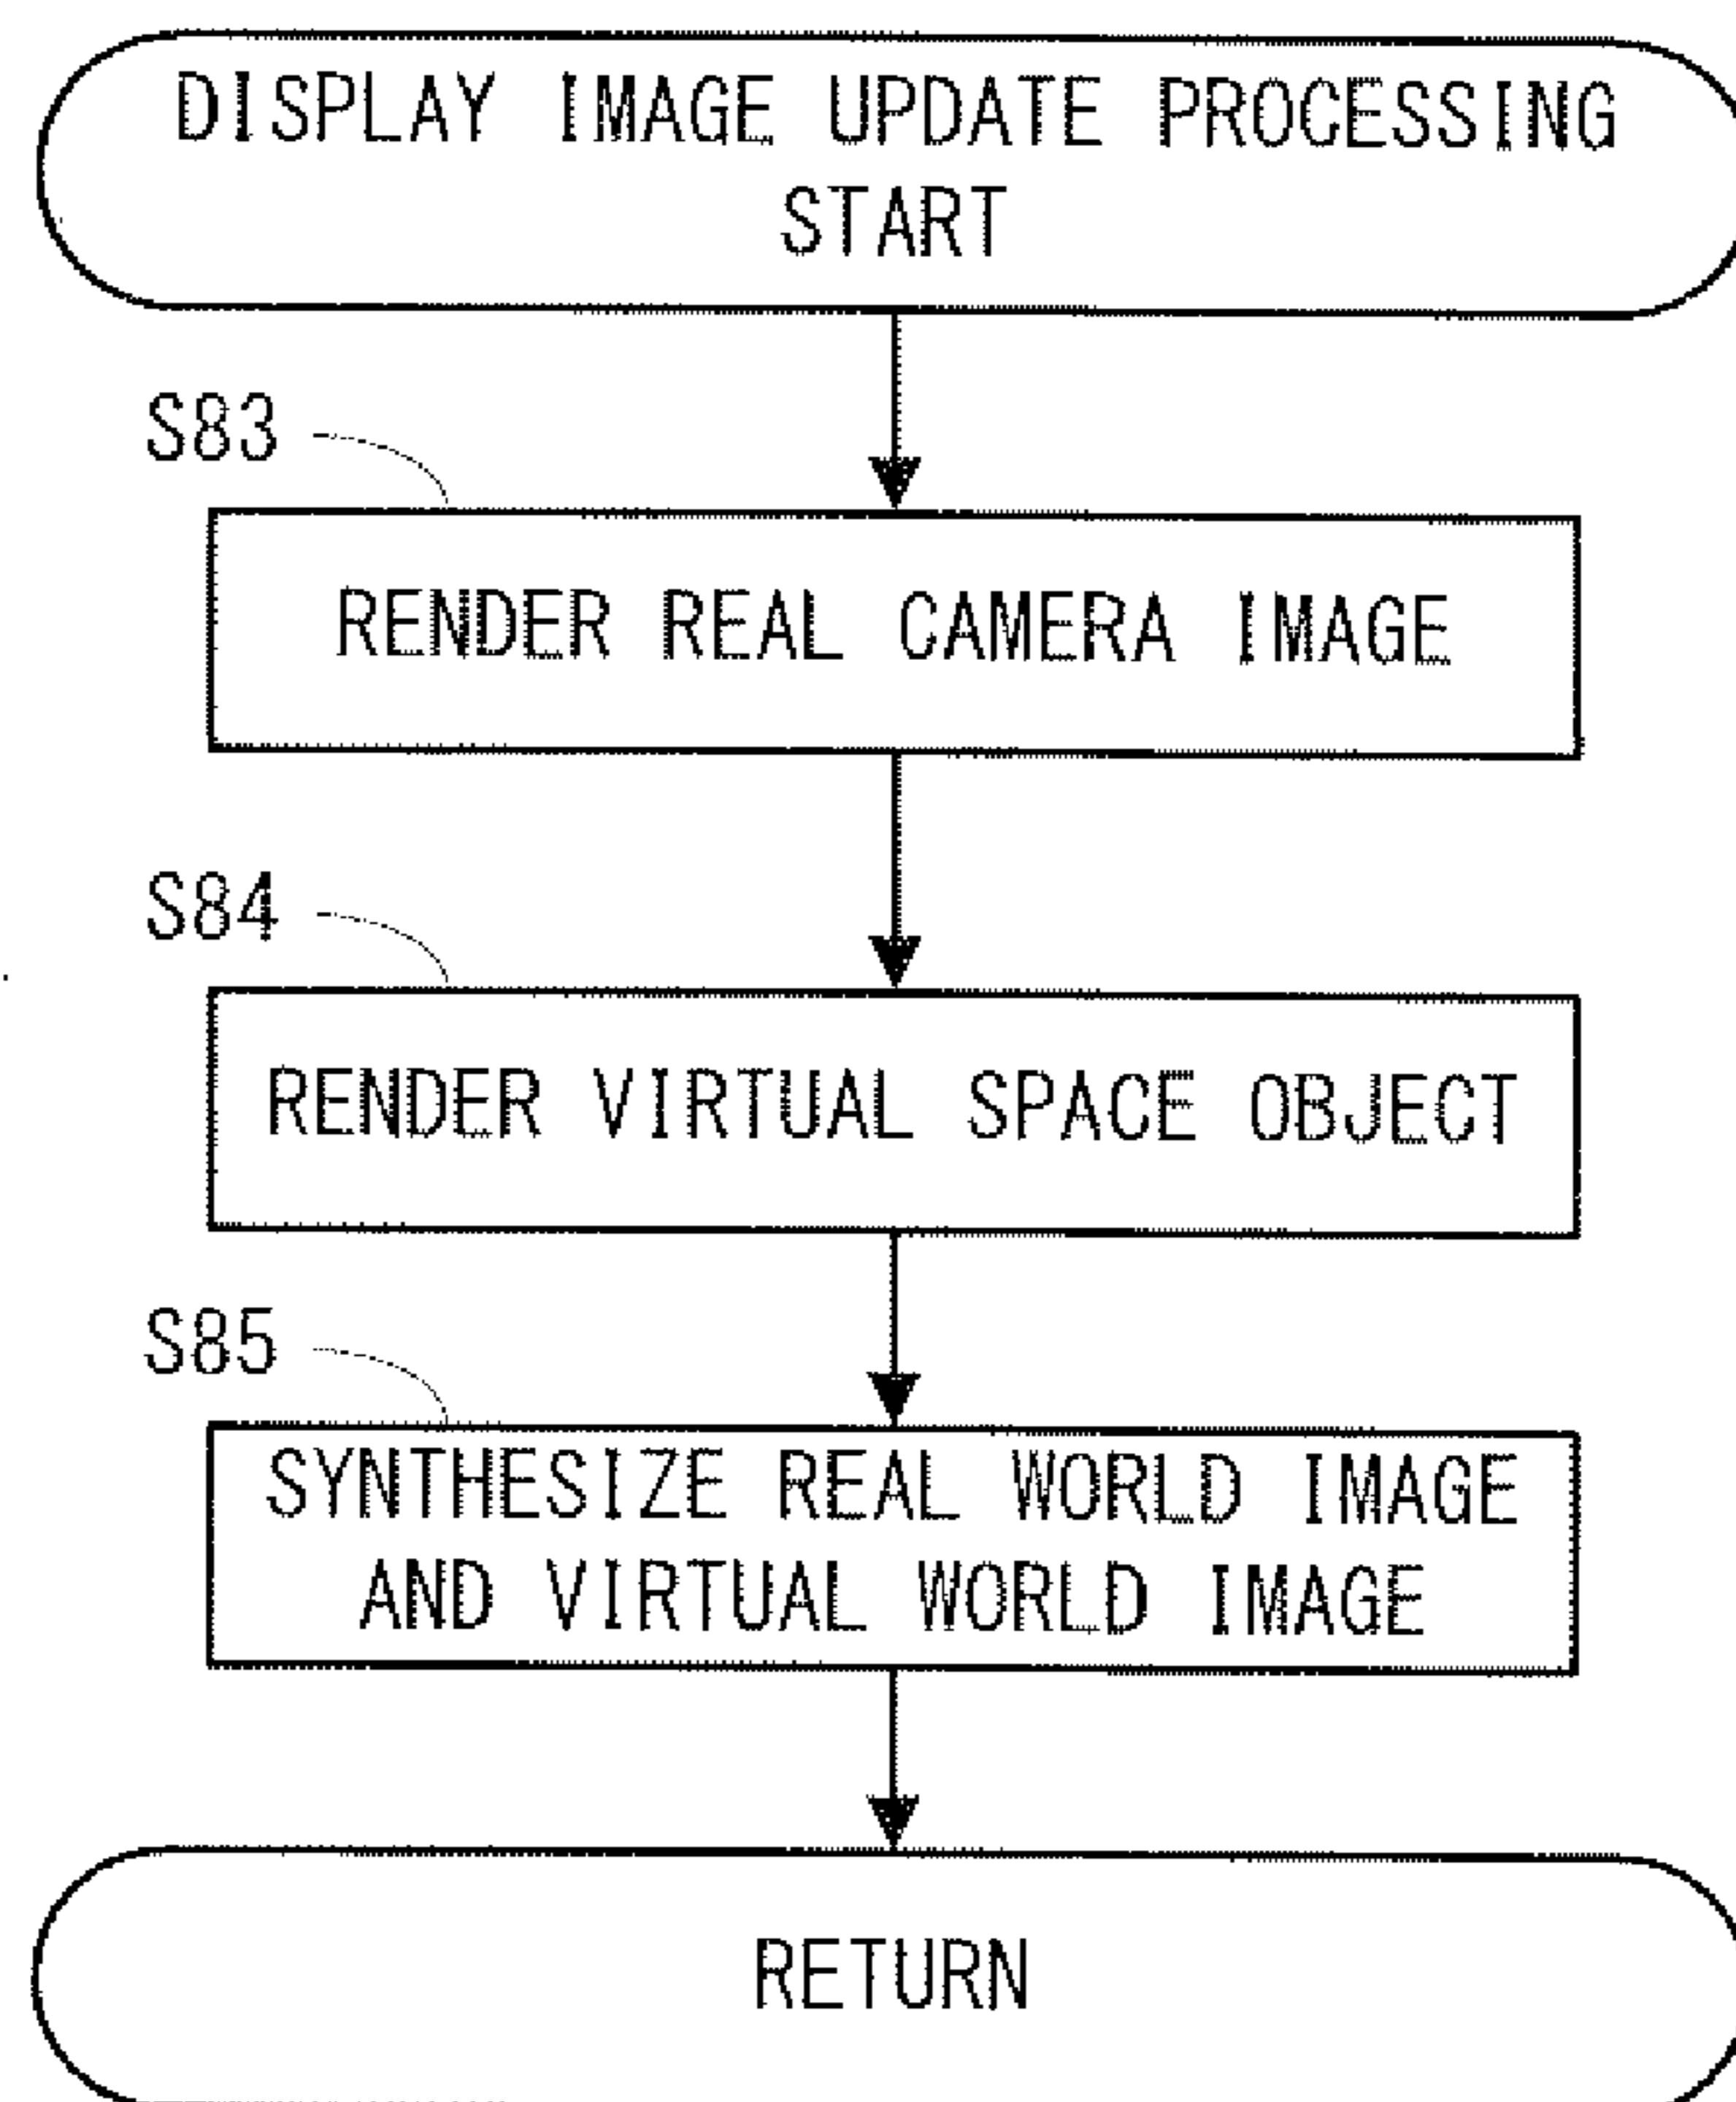 DISPLAY IMAGE UPDATE PROCESSING
START
S83
RENDER REAL CAMERA IMAGE
S84
RENDER VIRTUAL SPACE OBJECT
S85
SYNTHESIZE REAL WORLD IMAGE
AND VIRTUAL WORLD IMAGE
RETURN